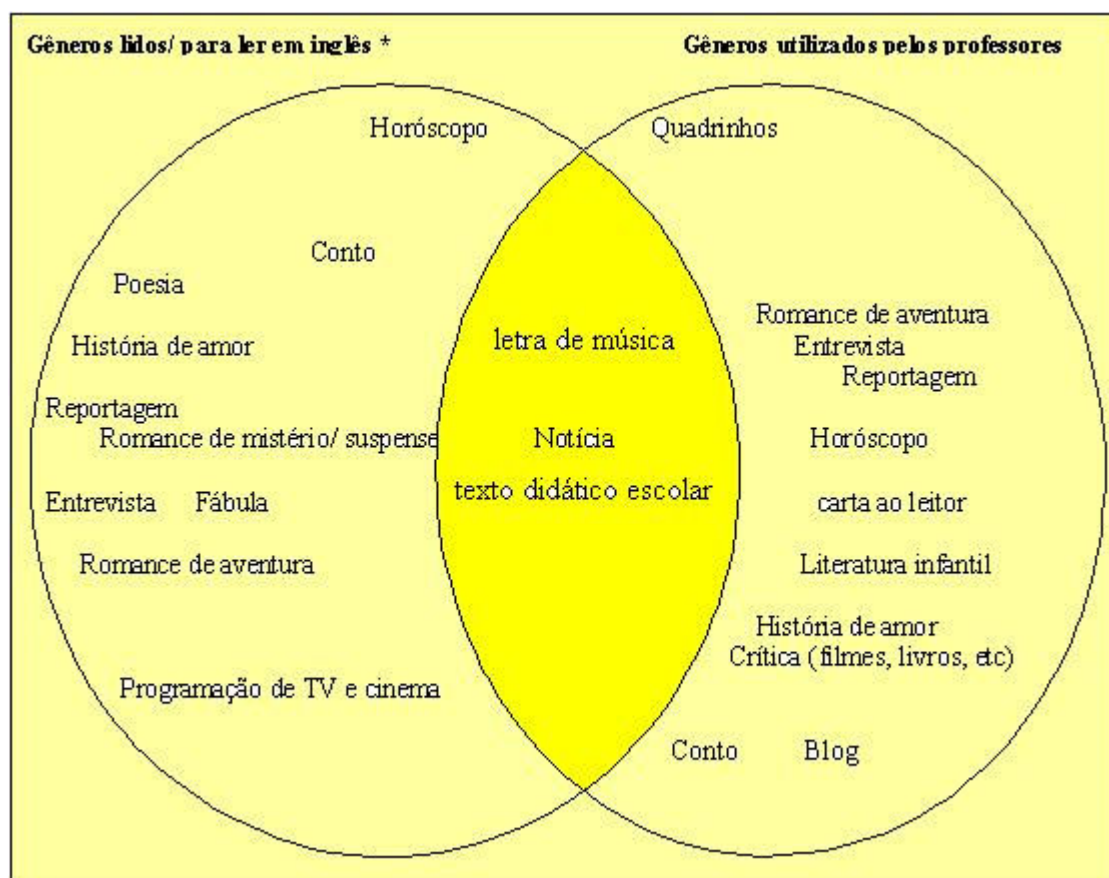 Gêneros lidos/ para ler em inglês *
Gêneros utilizados pelos professores
Horóscopo
Conto
Poesia
História de amor
Reportagem
Romance de mistério/ suspense
Entrevista
Fábula
Romance de aventura
Programação de TV e cinema
letra de música
Notícia
texto didático escolar
Quadrinhos
Romance de aventura
Entrevista
Reportagem
Horóscopo
carta ao leitor
Literatura infantil
História de amor
Crítica (filmes, livros, etc)
Conto
Blog